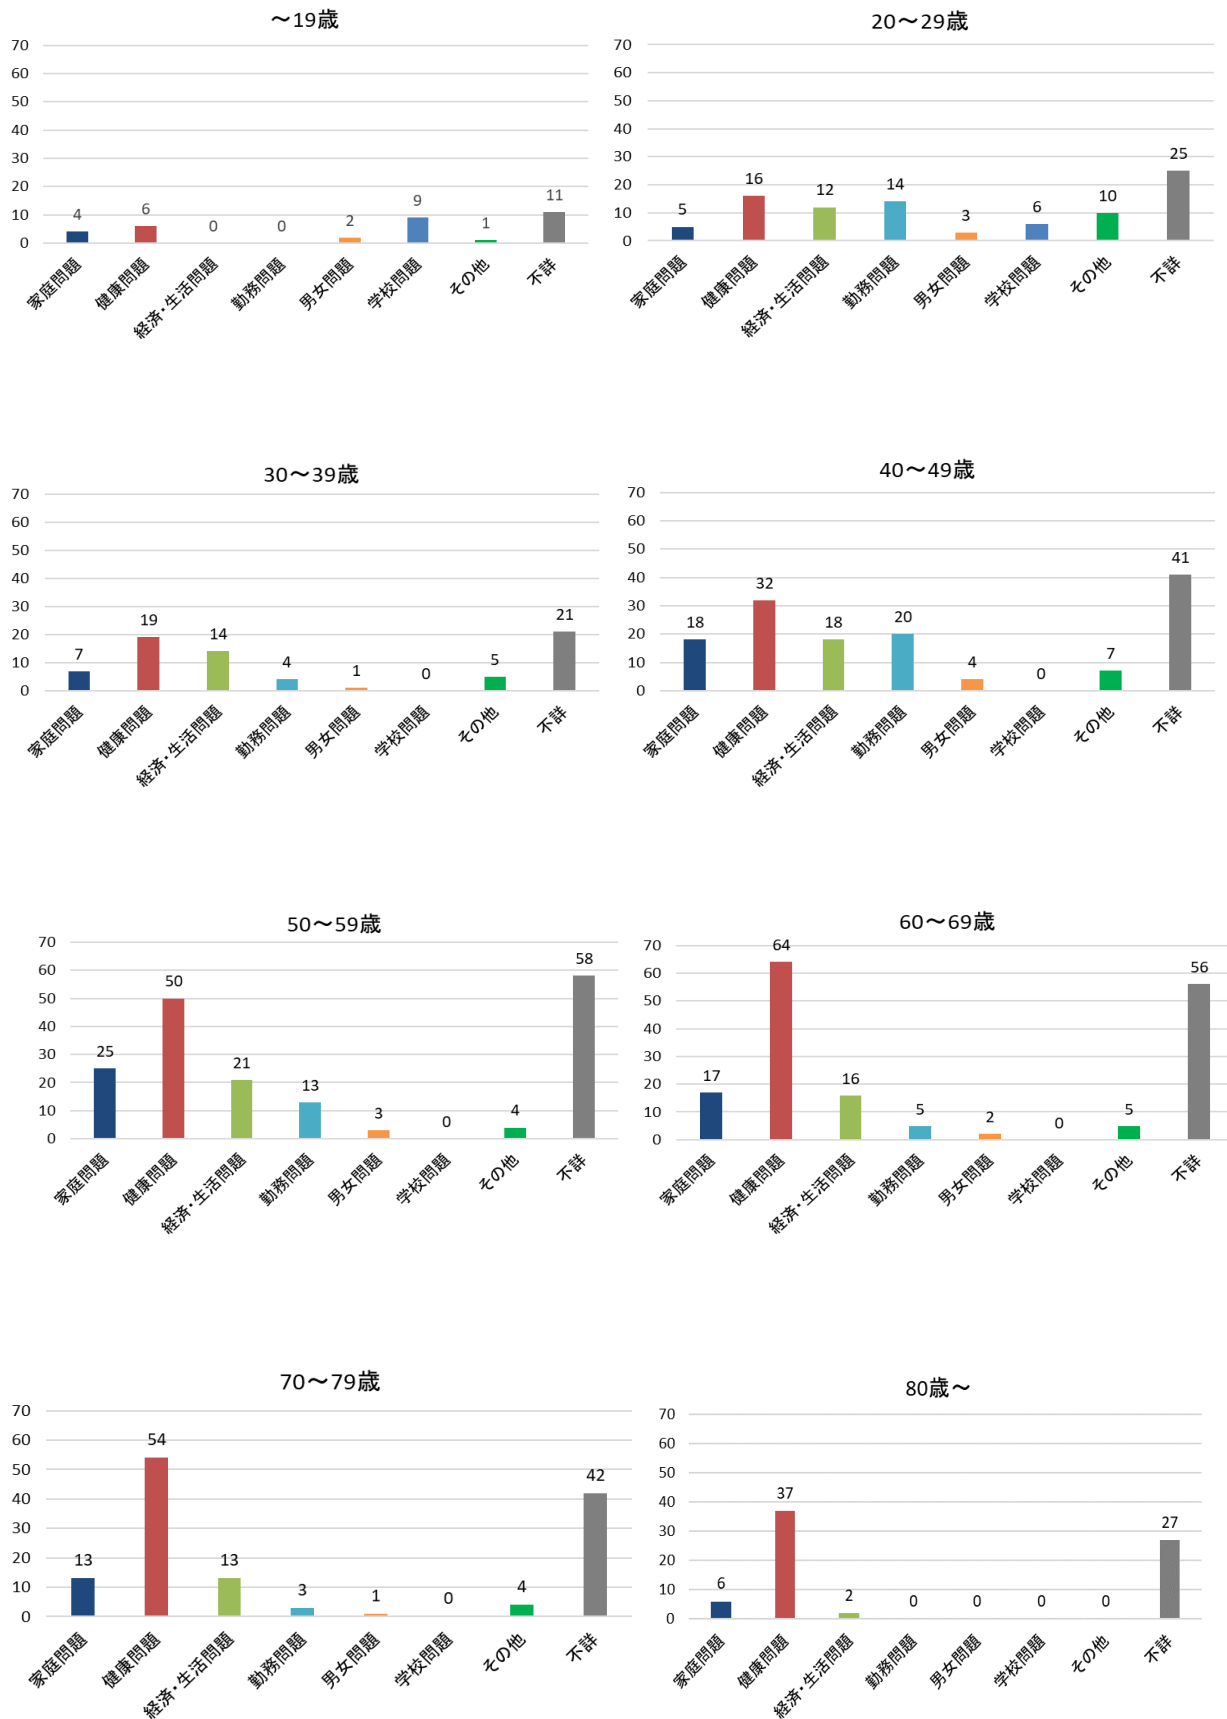 ～19歳
70
60
50
40
30
20
10
0
4
6
0
0
2
9
1
11
家庭問題
健康問題
経済・生活問題
勤務問題
男女問題
学校問題
その他
不詳
20～29歳
70
60
50
40
30
20
10
0
5
16
12
14
3
6
10
25
家庭問題
健康問題
経済・生活問題
勤務問題
男女問題
学校問題
その他
不詳
30～39歳
70
60
50
40
30
20
10
0
7
19
14
4
1
0
5
21
家庭問題
健康問題
経済・生活問題
勤務問題
男女問題
学校問題
その他
不詳
40～49歳
70
60
50
40
30
20
10
0
18
32
18
20
4
0
7
41
家庭問題
健康問題
経済・生活問題
勤務問題
男女問題
学校問題
その他
不詳
50～59歳
70
60
50
40
30
20
10
0
25
50
21
13
3
0
4
58
家庭問題
健康問題
経済・生活問題
勤務問題
男女問題
学校問題
その他
不詳
60～69歳
70
60
50
40
30
20
10
0
17
64
16
5
2
0
5
56
家庭問題
健康問題
経済・生活問題
勤務問題
男女問題
学校問題
その他
不詳
70～79歳
70
60
50
40
30
20
10
0
13
54
13
3
1
0
4
42
家庭問題
健康問題
経済・生活問題
勤務問題
男女問題
学校問題
その他
不詳
80歳～
70
60
50
40
30
20
10
0
6
37
2
0
0
0
0
27
家庭問題
健康問題
経済・生活問題
勤務問題
男女問題
学校問題
その他
不詳